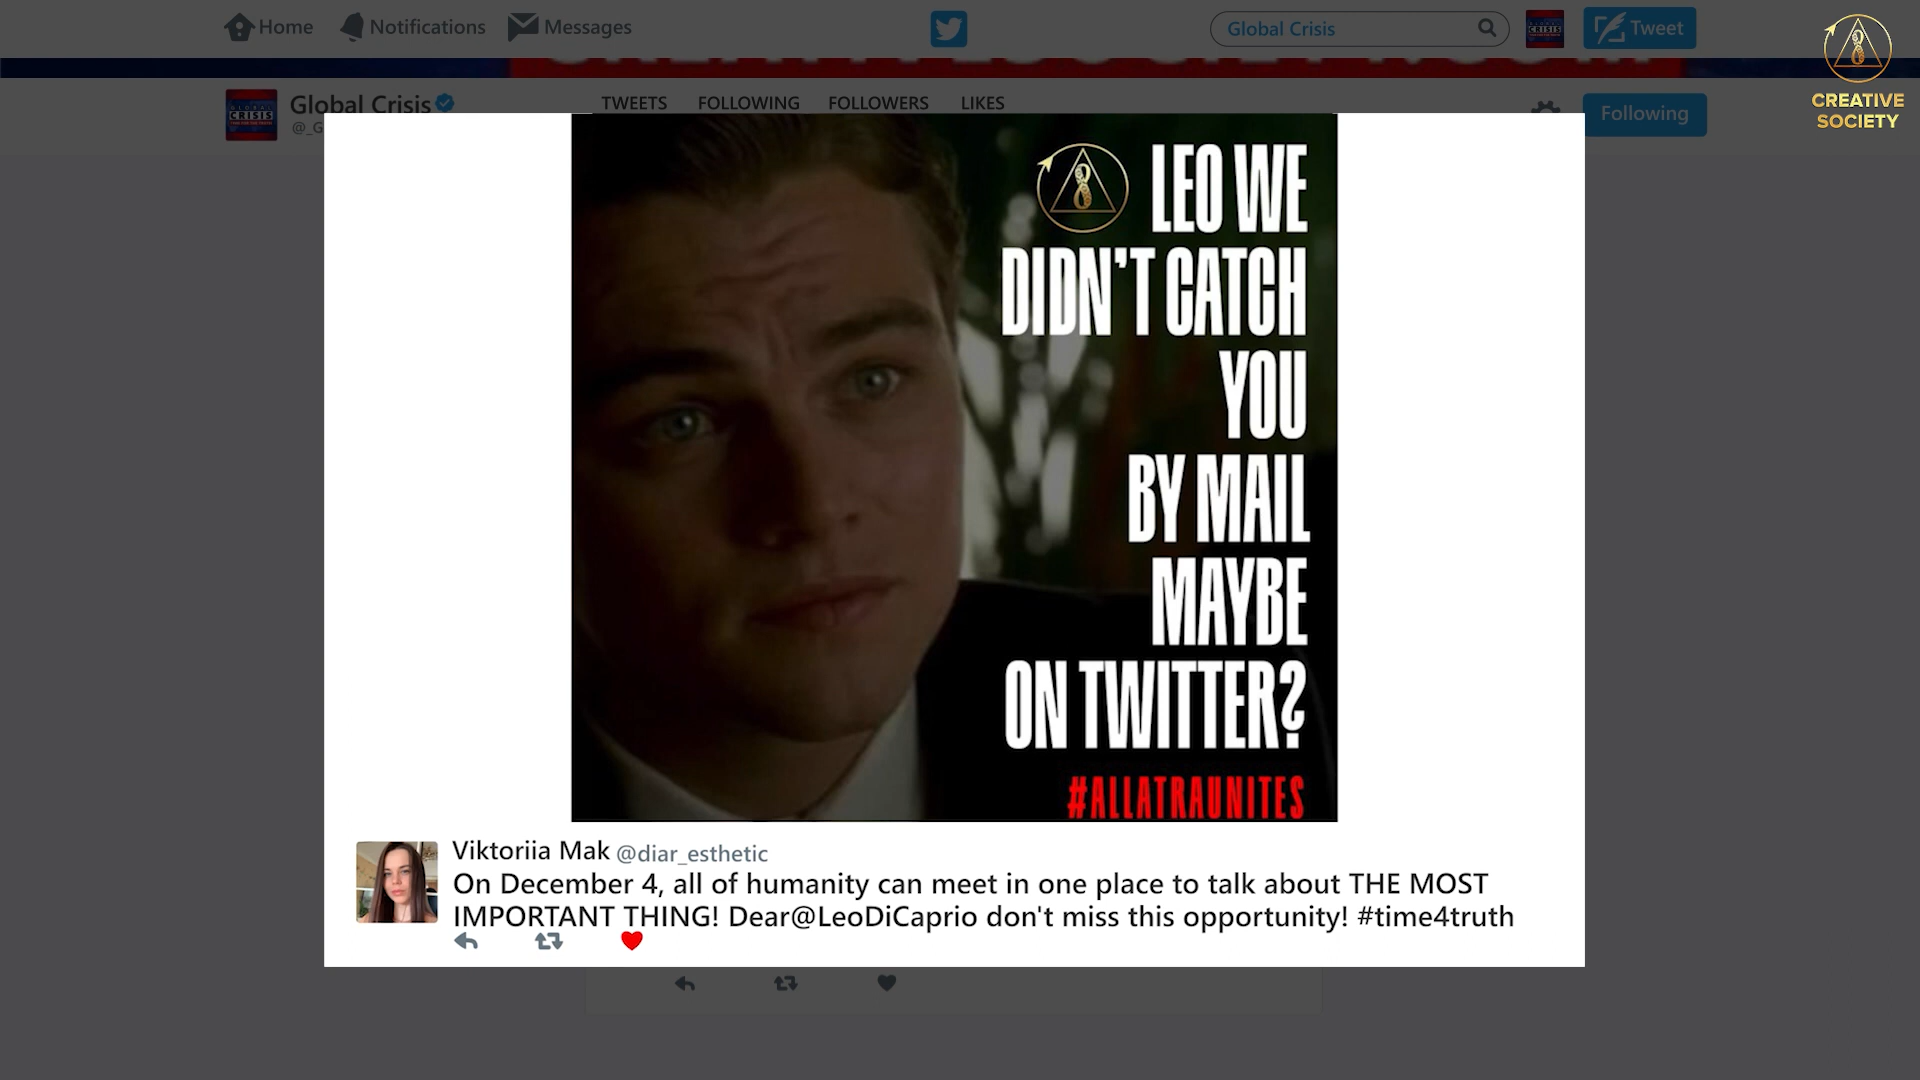 Home Notifications Messages
Global Crisis
Tweet
Global Crisis
@_G
TWEETS FOLLOWING FOLLOWERS LIKES
Following
CREATIVE
SOCIETY
LEO WE
DIDN'T CATCH
YOU
BY MAIL
MAYBE
ON TWITTER?
#ALLATRAUNITES
Viktoriia Mak @diar_esthetic
On December 4, all of humanity can meet in one place to talk about THE MOST
IMPORTANT THING! Dear@LeoDiCaprio don't miss this opportunity! #time4truth